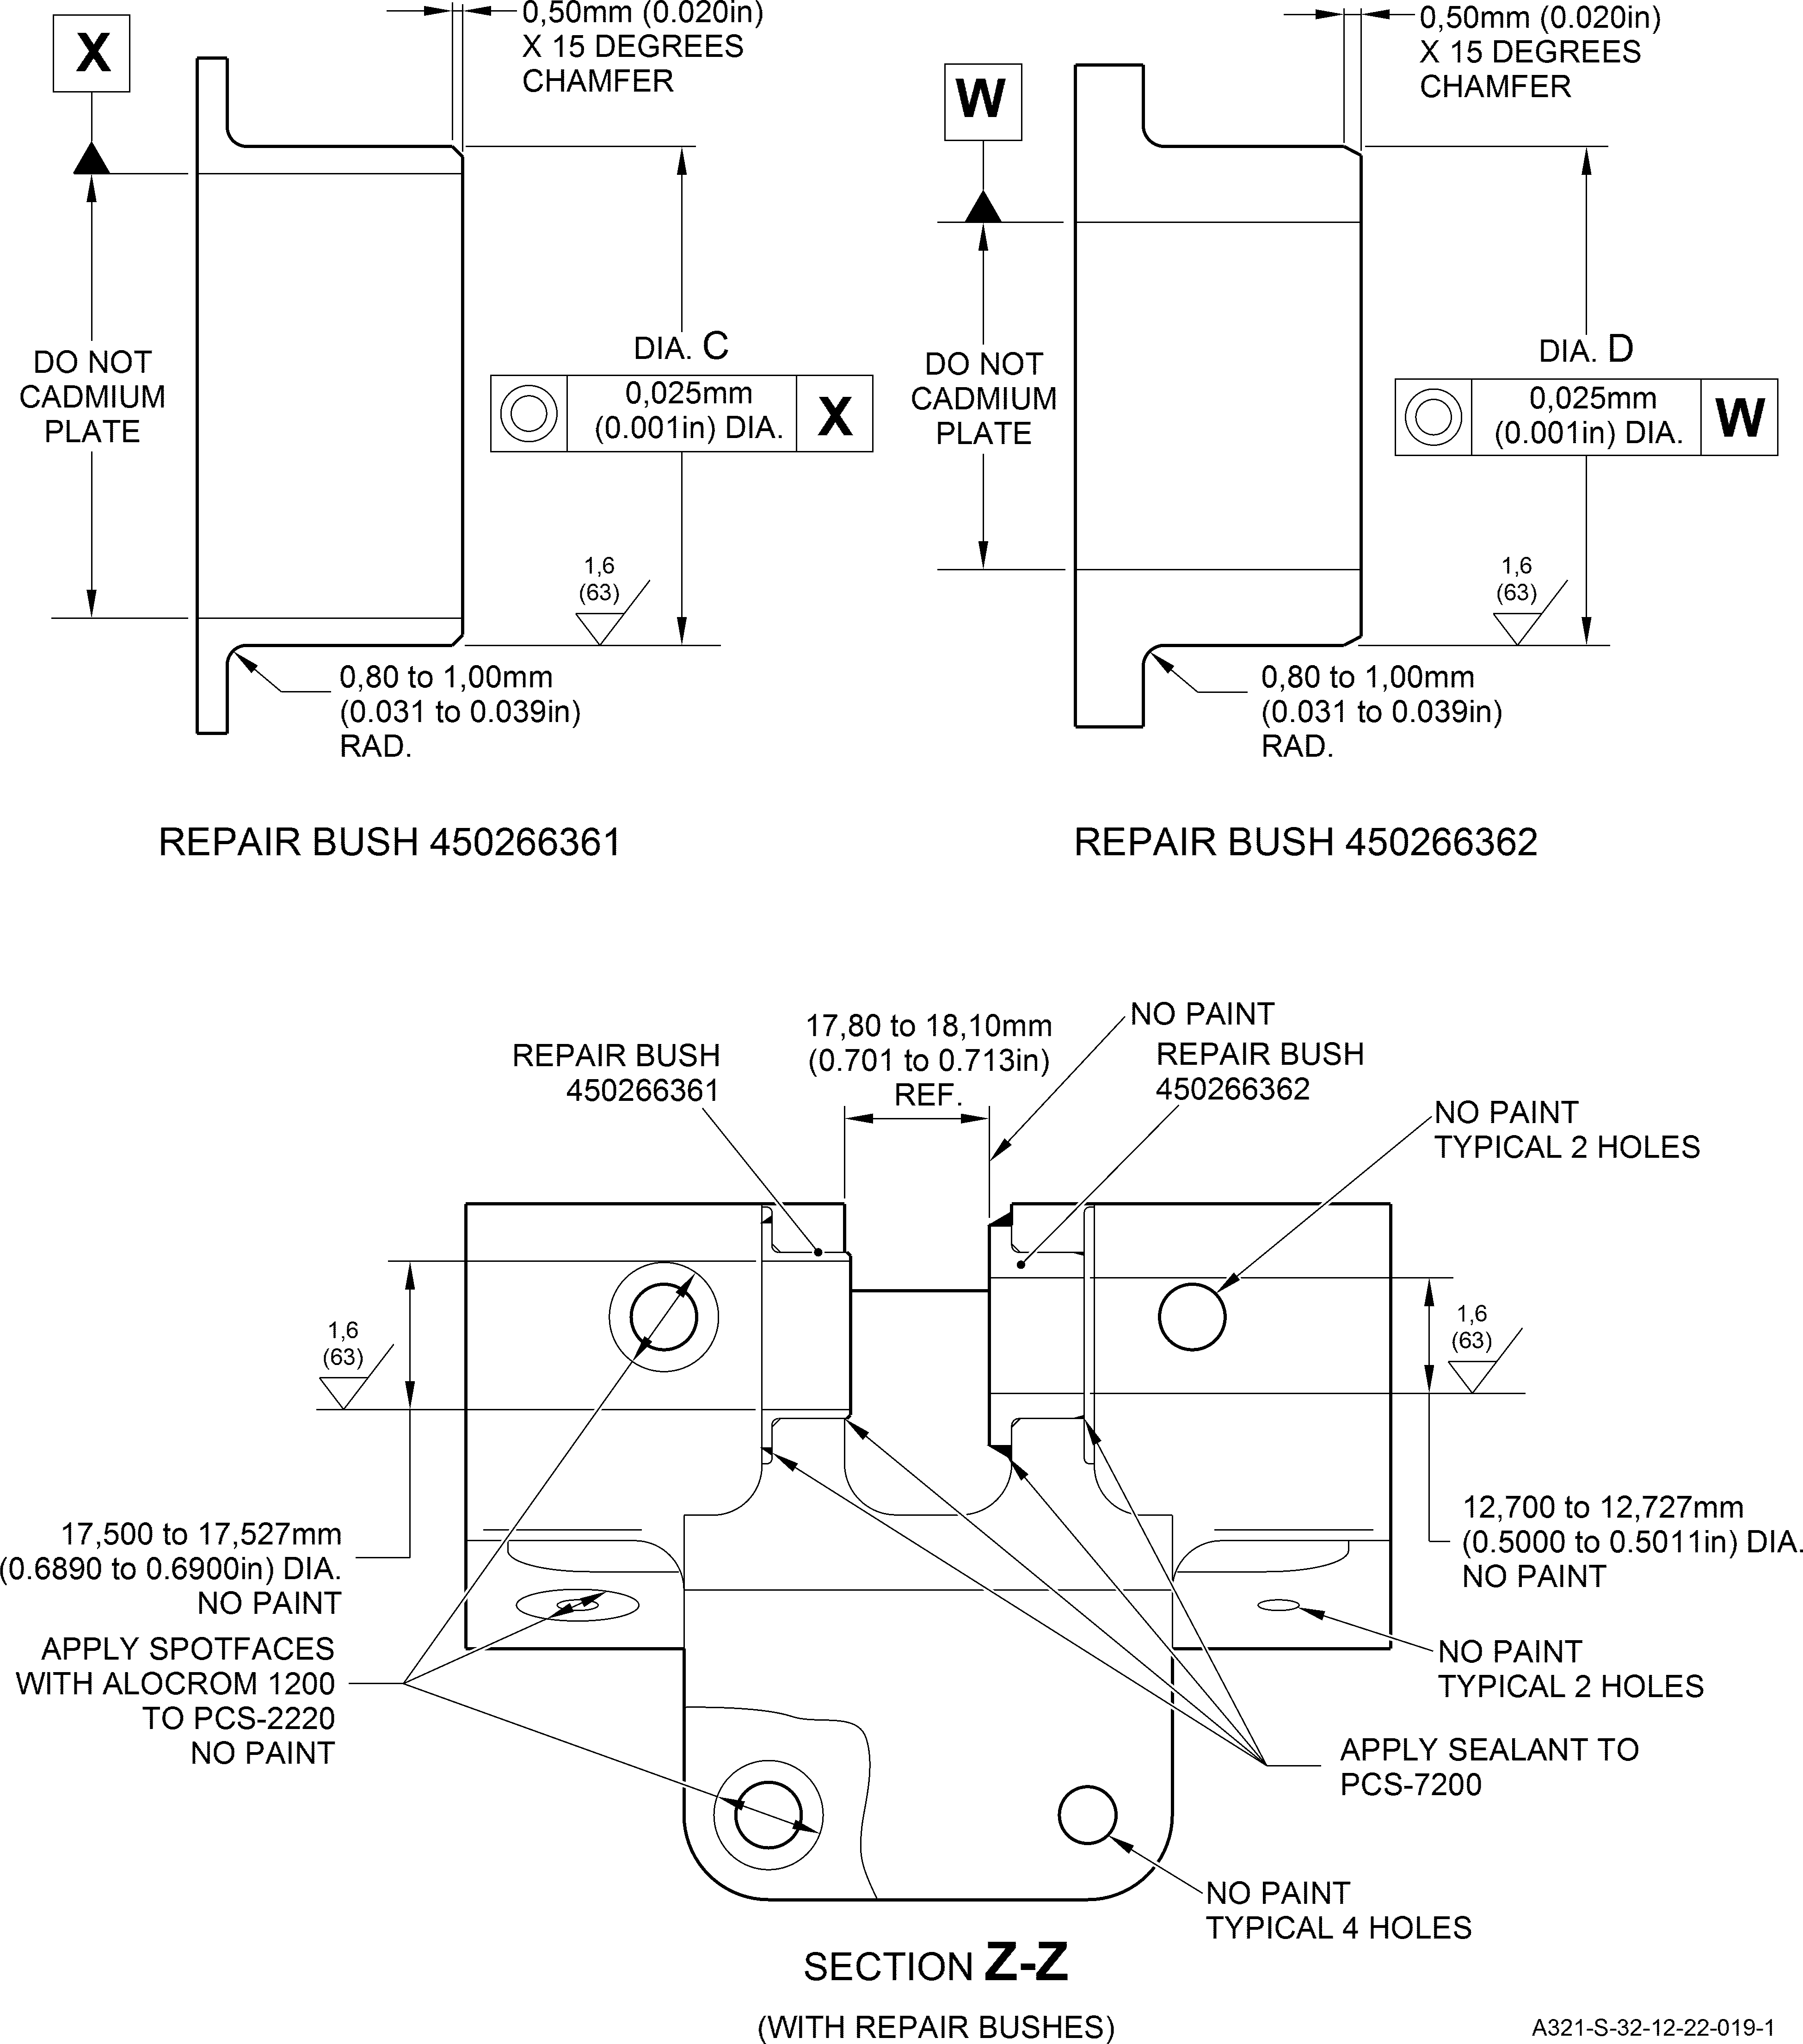 X
0,50mm (0.020in)
X 15 DEGREES
CHAMFER
DO NOT
CADMIUM
PLATE
DIA. C
0,025mm
(0.001in) DIA.
X
1,6
(63)
0,80 to 1,00mm
(0.031 to 0.039in)
RAD.
REPAIR BUSH 450266361
W
0,50mm (0.020in)
X 15 DEGREES
CHAMFER
DO NOT
CADMIUM
PLATE
DIA. D
0,025mm
(0.001in) DIA.
W
1,6
(63)
0,80 to 1,00mm
(0.031 to 0.039in)
RAD.
REPAIR BUSH 450266362
REPAIR BUSH
450266361
17,80 to 18,10mm
(0.701 to 0.713in)
REF.
NO PAINT
REPAIR BUSH
450266362
NO PAINT
TYPICAL 2 HOLES
1,6
(63)
1,6
(63)
17,500 to 17,527mm
(0.6890 to 0.6900in) DIA.
NO PAINT
12,700 to 12,727mm
(0.5000 to 0.5011in) DIA.
NO PAINT
APPLY SPOTFACES
WITH ALOCROM 1200
TO PCS-2220
NO PAINT
NO PAINT
TYPICAL 2 HOLES
APPLY SEALANT TO
PCS-7200
NO PAINT
TYPICAL 4 HOLES
SECTION Z-Z
(WITH REPAIR BUSHES)
A321-S-32-12-22-019-1